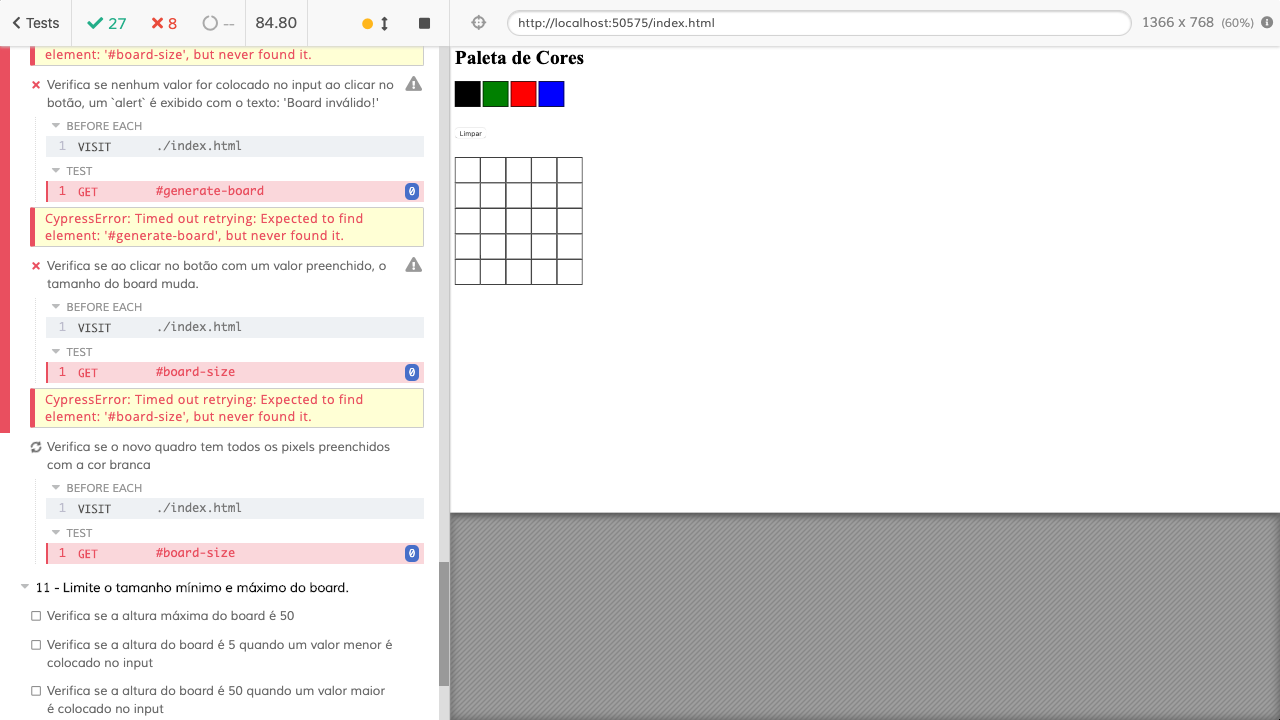 Tests 27 8 -- 84.80
http://localhost:50575/index.html 1366 x 768 (60%)
element: '#board-size', but never found it.
Verifica se nenhum valor for colocado no input ao clicar no
botão, um `alert` é exibido com o texto: 'Board inválido!'
BEFORE EACH
1 VISIT ./index.html
TEST
1 GET #generate-board 0
CypressError: Timed out retrying: Expected to find
element: '#generate-board', but never found it.
Verifica se ao clicar no botão com um valor preenchido, o
tamanho do board muda.
BEFORE EACH
1 VISIT ./index.html
TEST
1 GET #board-size 0
CypressError: Timed out retrying: Expected to find
element: '#board-size', but never found it.
Verifica se o novo quadro tem todos os pixels preenchidos
com a cor branca
BEFORE EACH
1 VISIT ./index.html
TEST
1 GET #board-size 0
11 - Limite o tamanho mínimo e máximo do board.
Verifica se a altura máxima do board é 50
Verifica se a altura do board é 5 quando um valor menor é
colocado no input
Verifica se a altura do board é 50 quando um valor maior
é colocado no input
Paleta de Cores
Limpar